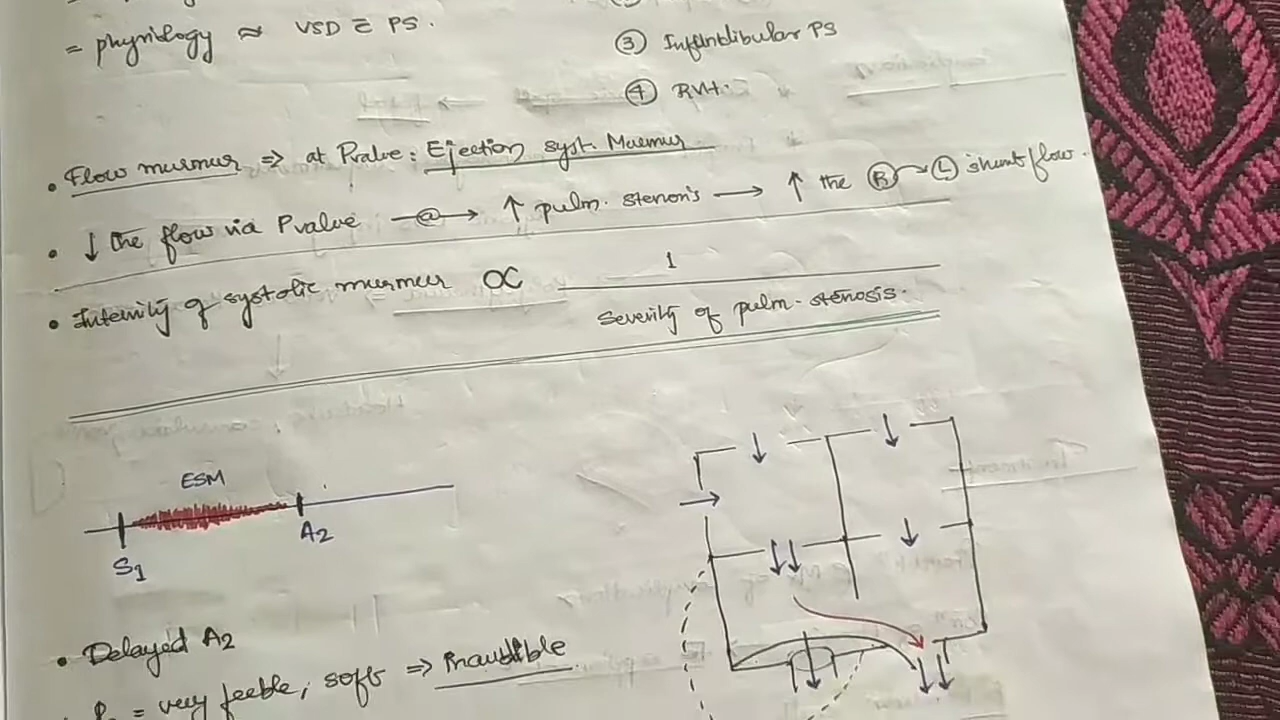 = physiology ≈ VSD c̄ PS.
③ Infundibular PS
④ RVH.
• Flow murmur => at Pvalve: Ejection syst. Murmur
• ↓ the flow via Pvalve —@→ ↑ pulm. stenosis → ↑ the Ⓡ→Ⓛ shunt flow.
• Intensity of systolic murmur ∝ 1
Severity of pulm. stenosis.
ESM
S1
A2
• Delayed A2
= very feeble, soft ⇒ Inaudible